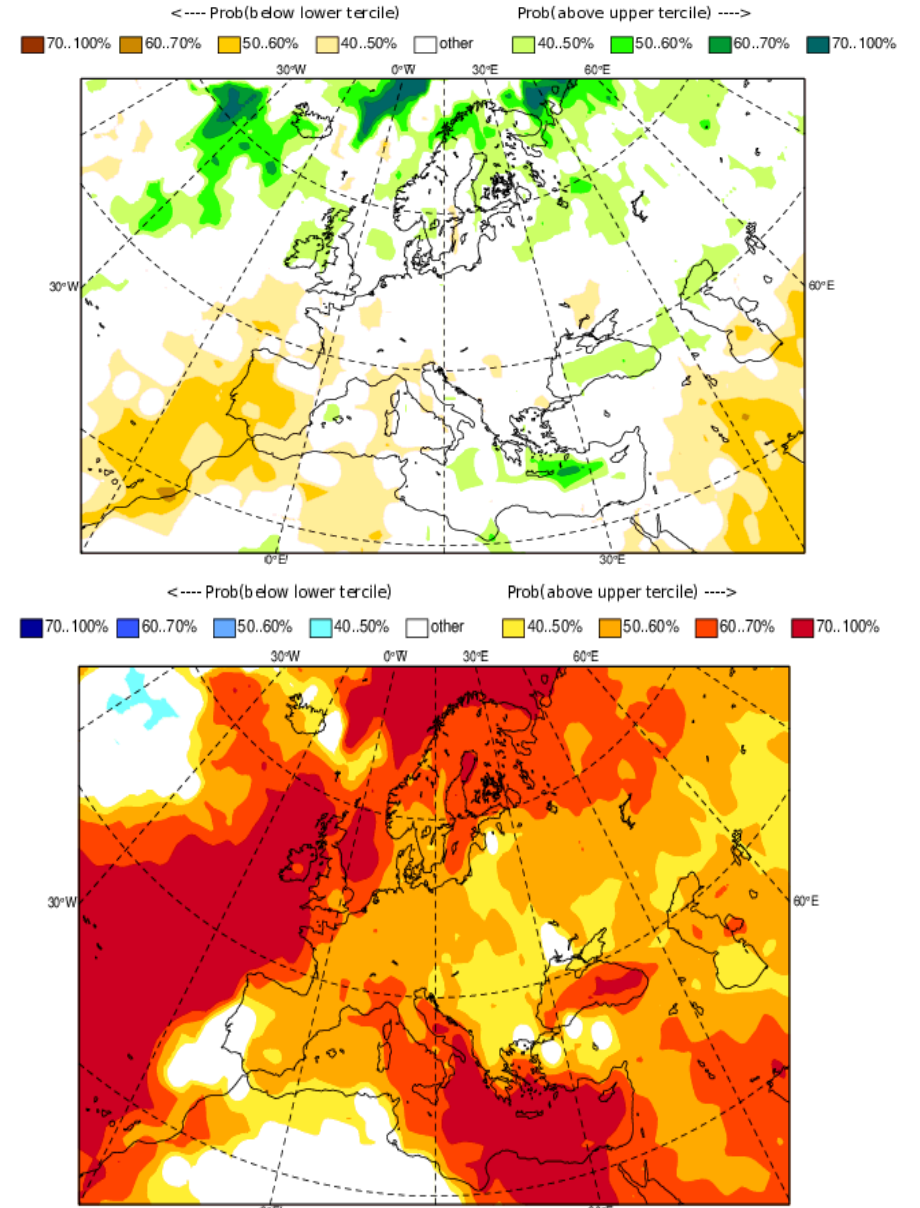 <---- Prob(below lower tercile) Prob(above upper tercile) ---->
70..100% 60..70% 50..60% 40..50% other 40..50% 50..60% 60..70% 70..100%
30°W 0°W 30°E 60°E
30°W 60°E
0°E 30°E
<---- Prob(below lower tercile) Prob(above upper tercile) ---->
70..100% 60..70% 50..60% 40..50% other 40..50% 50..60% 60..70% 70..100%
30°W 0°W 30°E 60°E
30°W 60°E